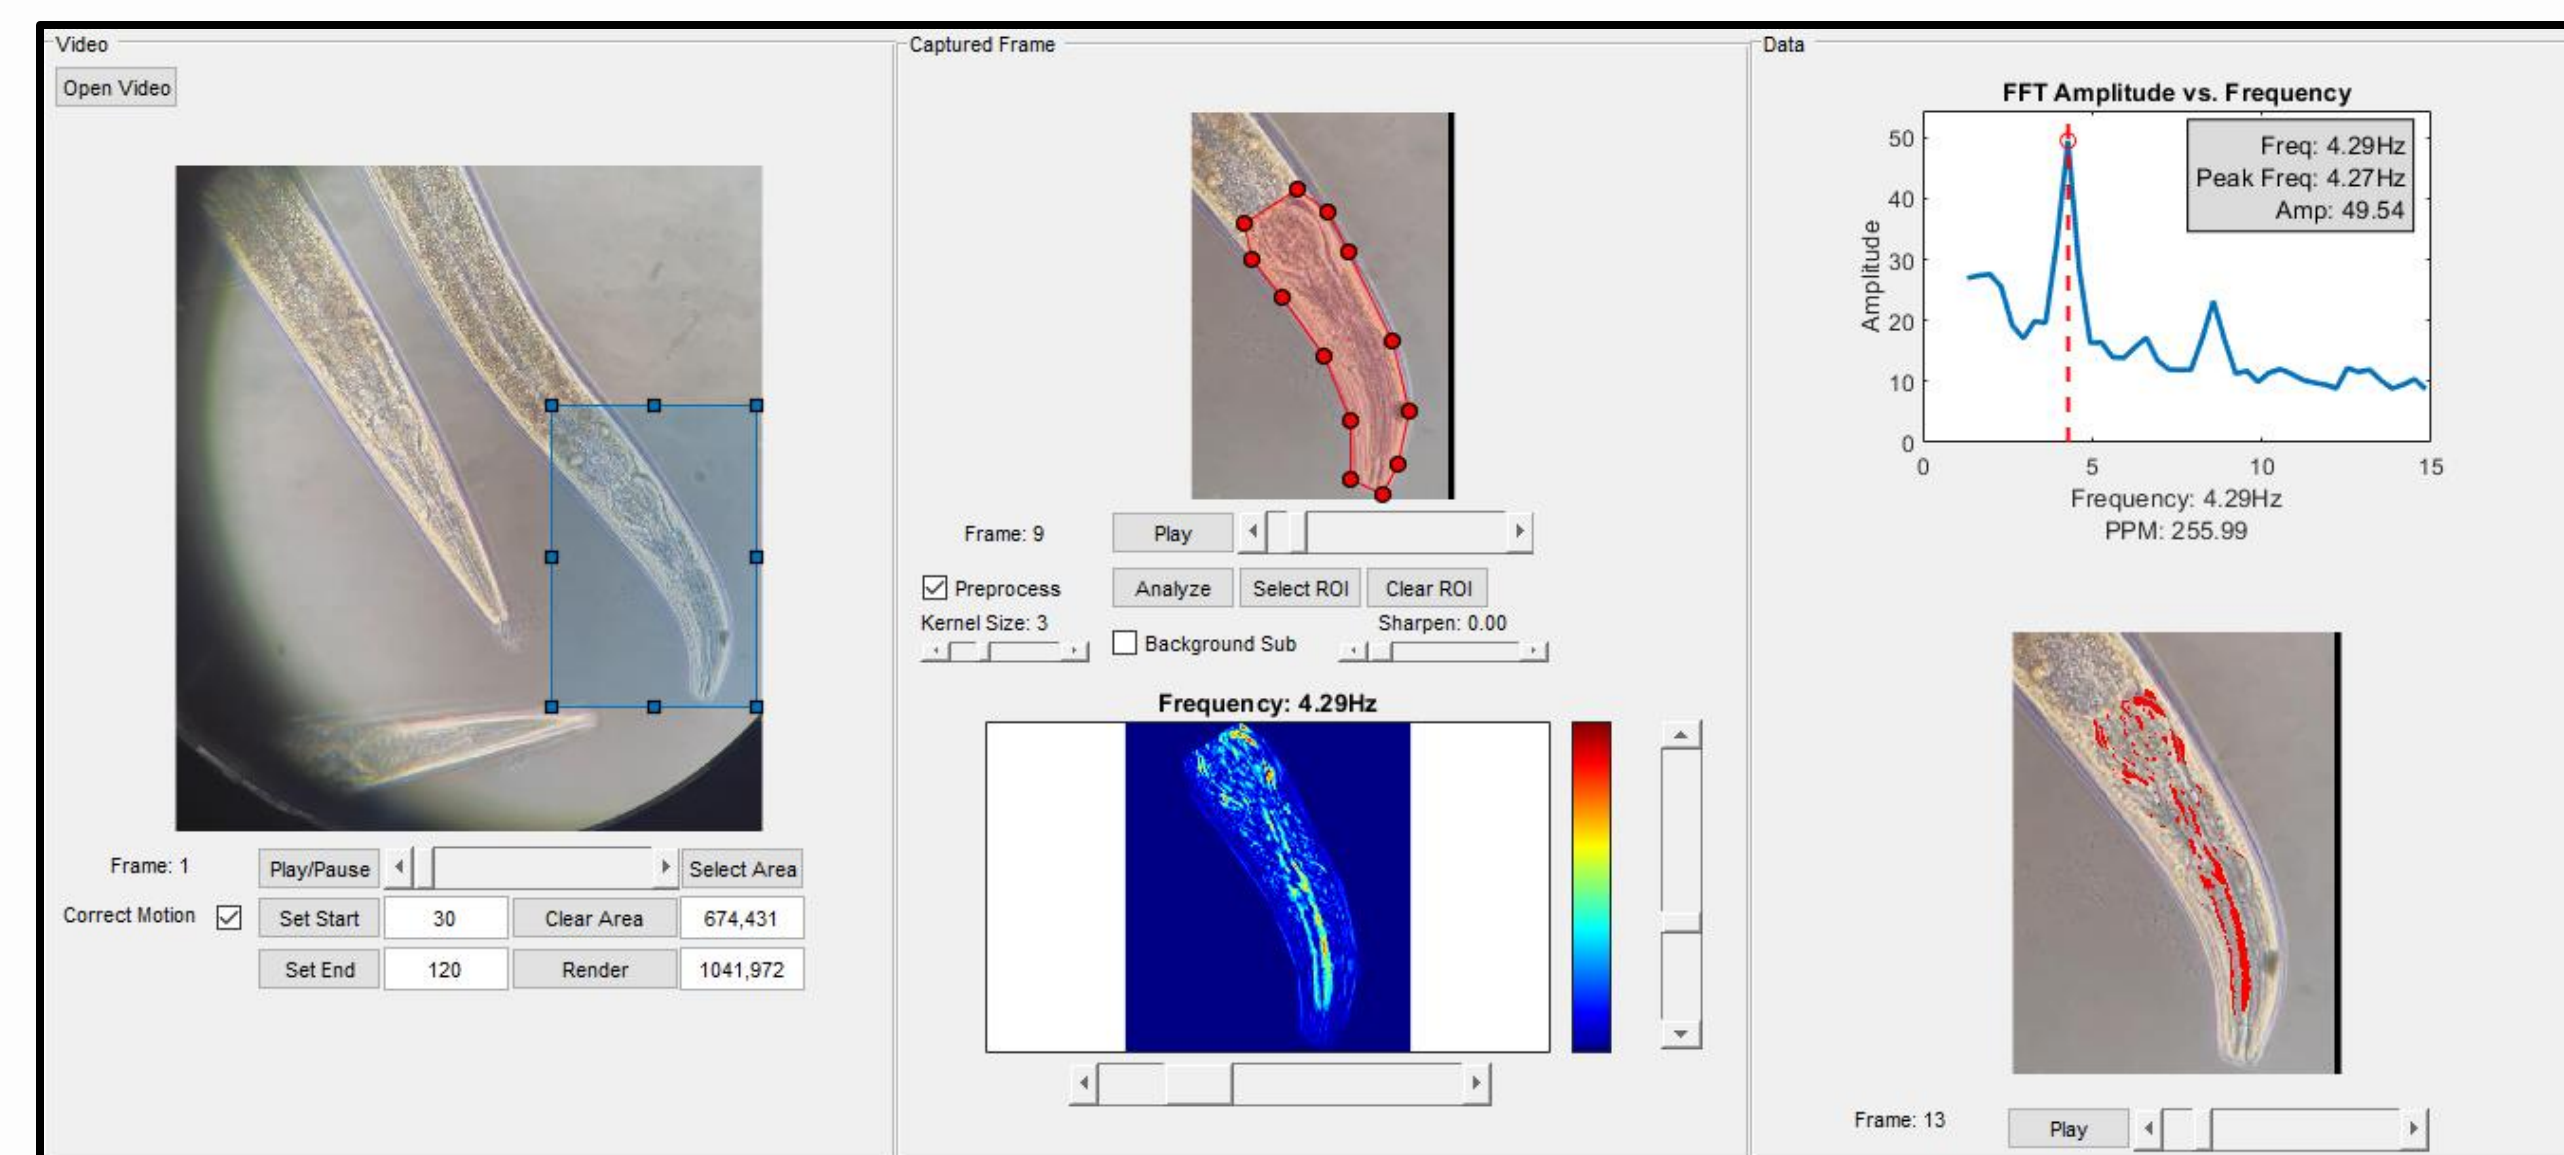 Video
Open Video
Frame: 1
Play/Pause
Select Area
Correct Motion
Set Start
30
Clear Area
674,431
Set End
120
Render
1041,972
Captured Frame
Frame: 9
Play
Preprocess
Analyze
Select ROI
Clear ROI
Kernel Size: 3
Background Sub
Sharpen: 0.00
Frequency: 4.29Hz
Data
FFT Amplitude vs. Frequency
Freq: 4.29Hz
Peak Freq: 4.27Hz
Amp: 49.54
Amplitude
50
40
30
20
10
0
0 5 10 15
Frequency: 4.29Hz
PPM: 255.99
Frame: 13
Play